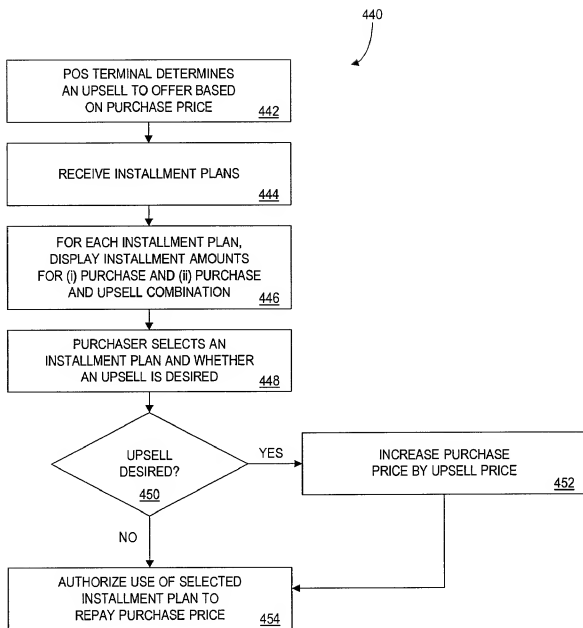 440
POS TERMINAL DETERMINES
AN UPSELL TO OFFER BASED
ON PURCHASE PRICE
442
RECEIVE INSTALLMENT PLANS
444
FOR EACH INSTALLMENT PLAN,
DISPLAY INSTALLMENT AMOUNTS
FOR (i) PURCHASE AND (ii) PURCHASE
AND UPSELL COMBINATION
446
PURCHASER SELECTS AN
INSTALLMENT PLAN AND WHETHER
AN UPSELL IS DESIRED
448
UPSELL
DESIRED?
450
YES
INCREASE PURCHASE
PRICE BY UPSELL PRICE
452
NO
AUTHORIZE USE OF SELECTED
INSTALLMENT PLAN TO
REPAY PURCHASE PRICE
454